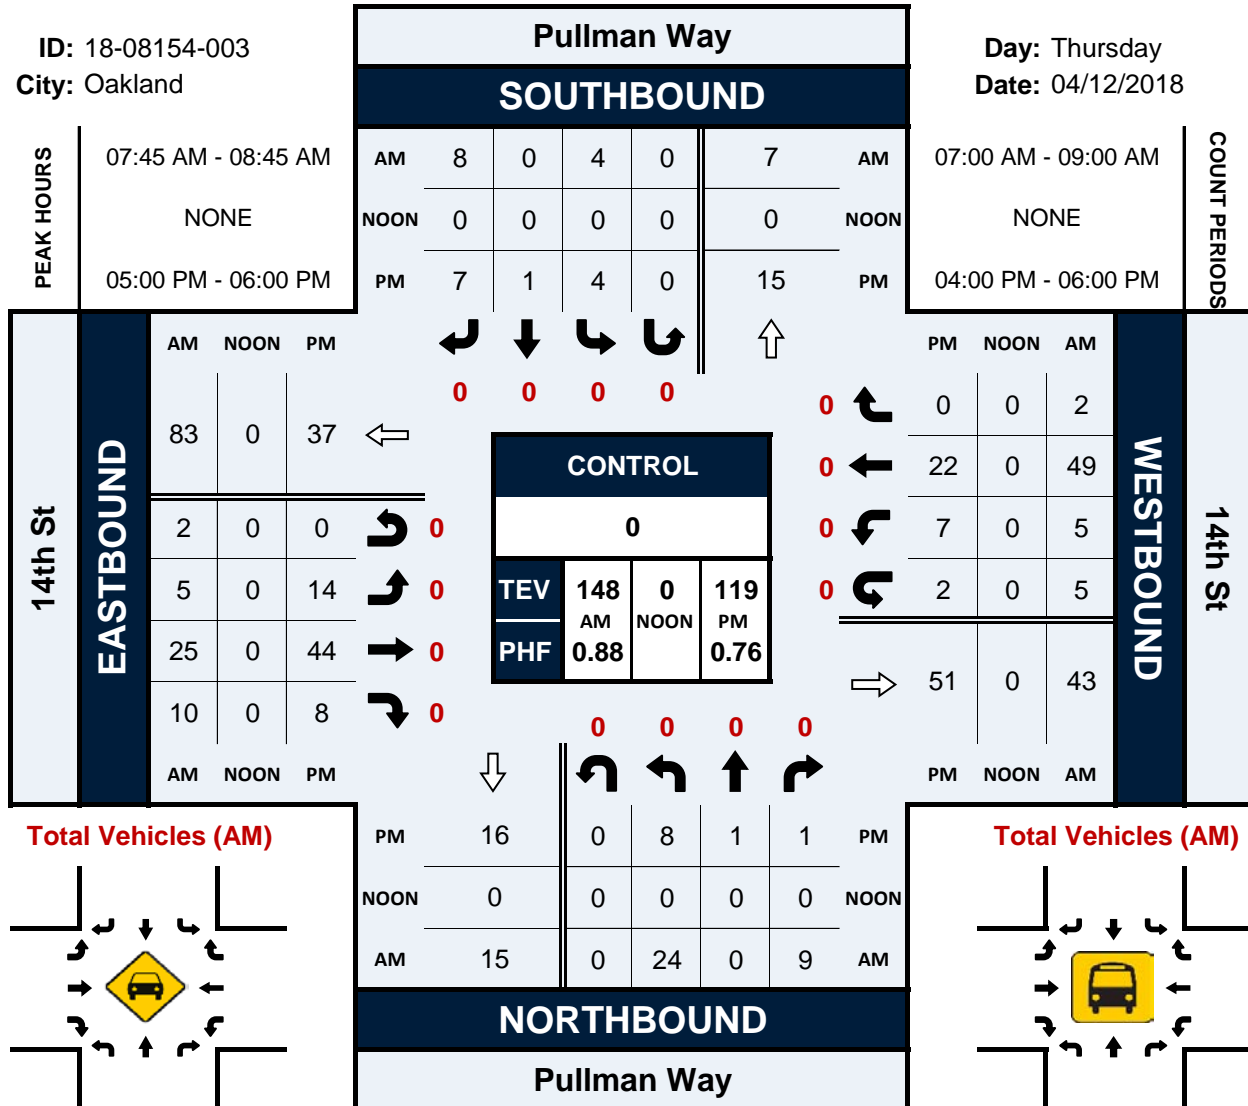 Pullman Way
ID: 18-08154-003
Day: Thursday
City: Oakland
Date: 04/12/2018
SOUTHBOUND
PEAK HOURS
07:45 AM - 08:45 AM
NONE
05:00 PM - 06:00 PM
AM 8 0 4 0 7 AM
NOON 0 0 0 0 0 NOON
PM 7 1 4 0 15 PM
07:00 AM - 09:00 AM
NONE
04:00 PM - 06:00 PM
COUNT PERIODS
0 0 0 0
14th St
EASTBOUND
AM NOON PM
83 0 37
2 0 0 0
5 0 14 0
25 0 44 0
10 0 8 0
AM NOON PM
CONTROL
0
TEV 148 0 119
AM NOON PM
PHF 0.88 0.76
PM NOON AM
0 0 0 2
0 22 0 49
0 7 0 5
0 2 0 5
51 0 43
PM NOON AM
WESTBOUND
14th St
0 0 0 0
PM 16 0 8 1 1 PM
NOON 0 0 0 0 0 NOON
AM 15 0 24 0 9 AM
NORTHBOUND
Pullman Way
Total Vehicles (AM)
Total Vehicles (AM)